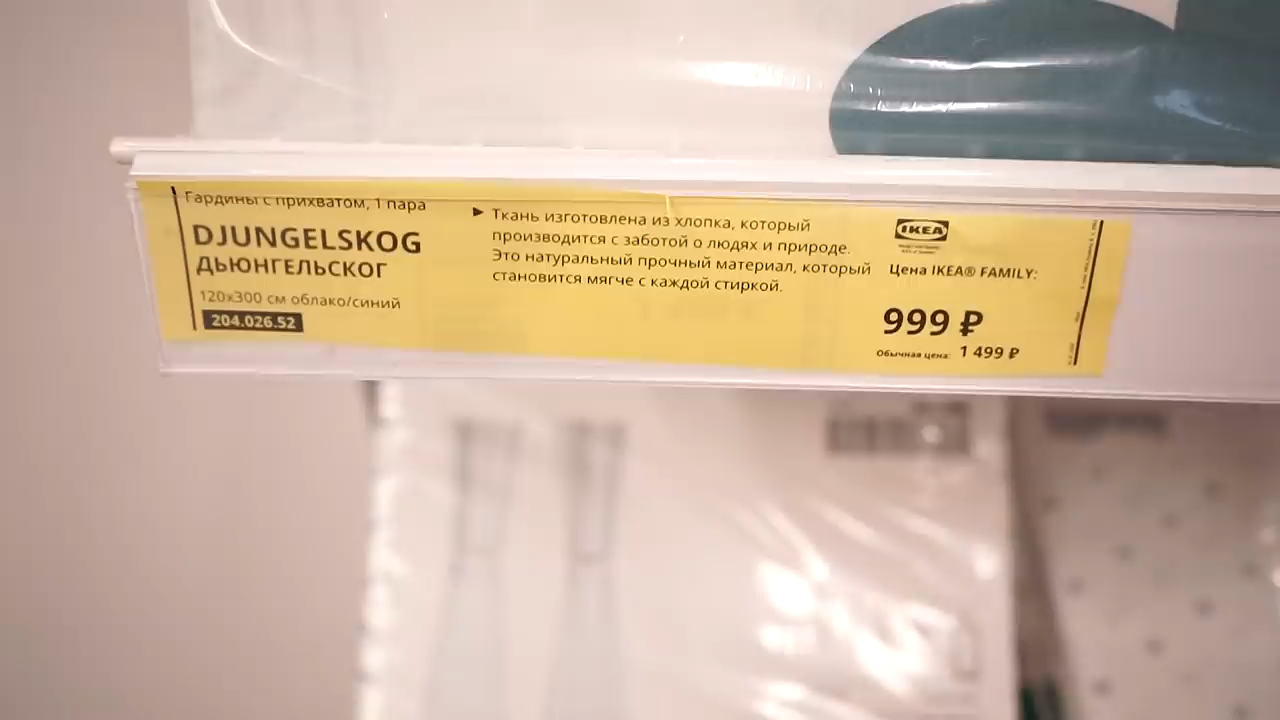 Гардины с прихватом, 1 пара
DJUNGELSKOG
ДЬЮНГЕЛЬСКОГ
120x300 см облако/синий
204.026.52
► Ткань изготовлена из хлопка, который
производится с заботой о людях и природе.
Это натуральный прочный материал, который
становится мягче с каждой стиркой.
IKEA
Цена IKEA® FAMILY:
999 ₽
Обычная цена: 1 499 ₽